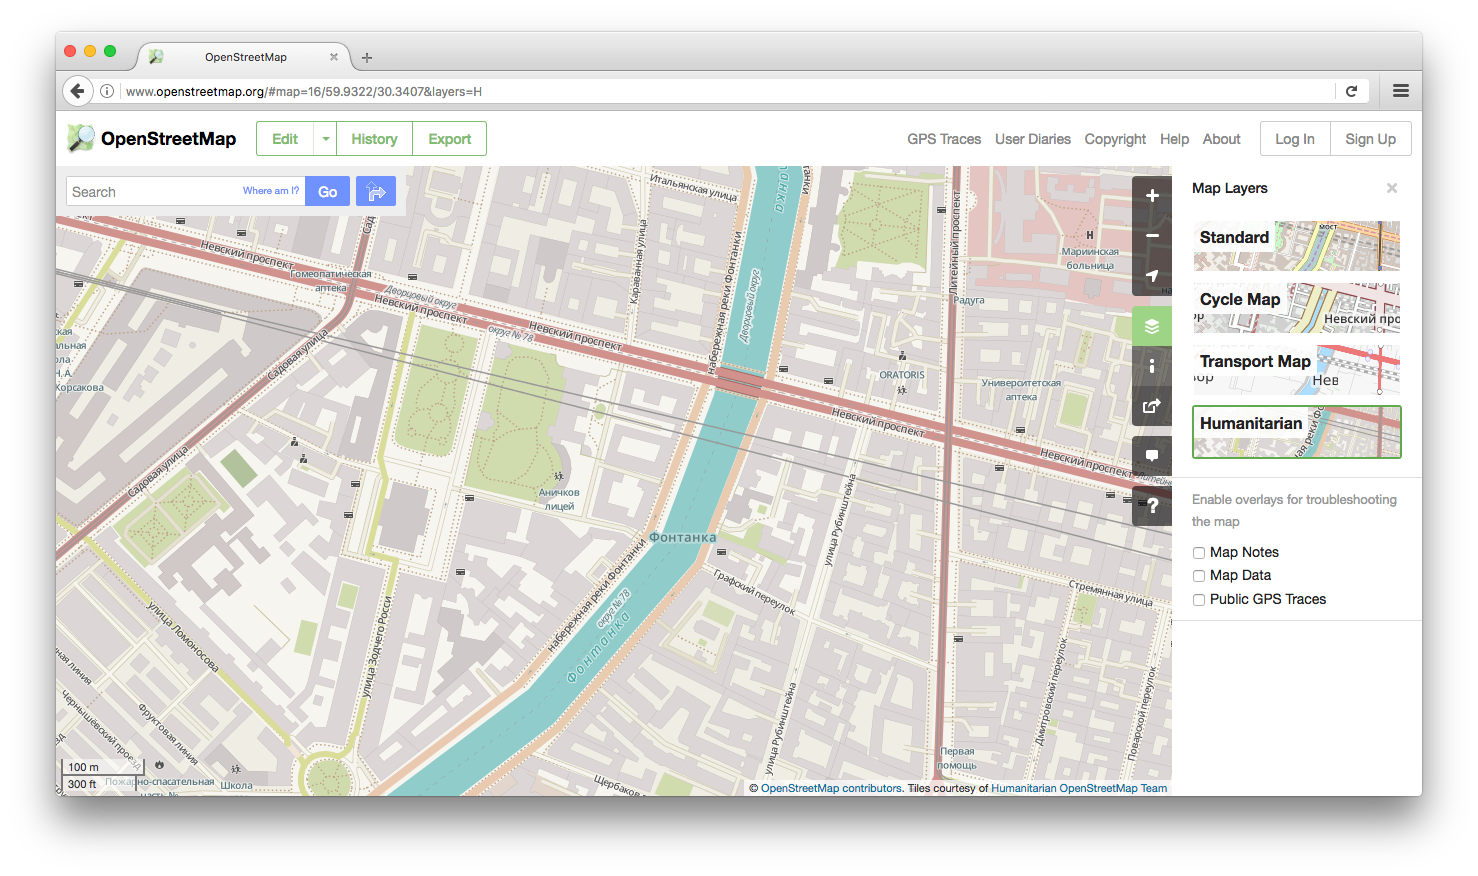 OpenStreetMap
www.openstreetmap.org/#map=16/59.9322/30.3407&layers=H
OpenStreetMap
Edit
History
Export
GPS Traces
User Diaries
Copyright
Help
About
Log In
Sign Up
Search
Where am I?
Go
Итальянская улица
Невский проспект
Гомеопатическая
аптека
Садовая улица
Караванная улица
набережная реки Фонтанки
Дворцовый округ
Литейный проспект
Н
Мариинская
больница
Радуга
Дворцовый округ
Невский проспект
округ № 78
Невский проспект
ORATORIS
Университетская
аптека
Н.А.
Корсакова
Невский проспект
Невский проспект
Садовая улица
Аничков
лицей
Фонтанка
улица Рубинштейна
набережная реки Фонтанки
округ № 78
Фонтанка
Графский переулок
Стремянная улица
улица Ломоносова
улица Зодчего Росси
улица Рубинштейна
Дмитровский переулок
Поварской переулок
Чернышёвский проезд
Фруктовая линия
Первая
помощь
100 m
300 ft
Пожарно-спасательная
часть №
Школа
© OpenStreetMap contributors. Tiles courtesy of Humanitarian OpenStreetMap Team
Map Layers
Standard
мост
Cycle Map
Невский про
Transport Map
Нев
Humanitarian
Enable overlays for troubleshooting
the map
Map Notes
Map Data
Public GPS Traces